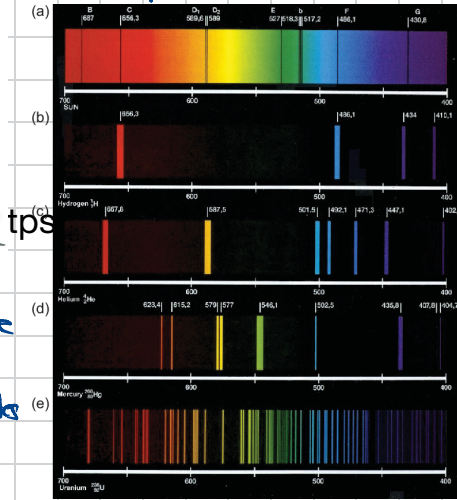 (a)
B C D₁ D₂ E b F G
687 656,3 589,6 589 527 518,3 517,2 486,1 430,8
700 600 500 400
SUN
(b)
656,3 486,1 434 410,1
700 600 500 400
Hydrogen ¹₁H
tps
(c)
667,8 587,5 501,5 492,1 471,3 447,1 402,
700 600 500 400
Helium ⁴₂He
(d)
623,4 615,2 579 577 546,1 502,5 435,8 407,8 404,7
700 600 500 400
Mercury ²⁰⁰₈₀Hg
(e)
700 600 500 400
Uranium ²³⁸₉₂U